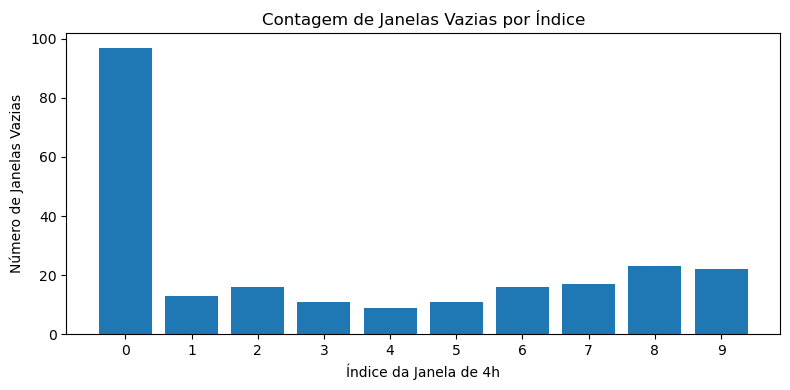 Contagem de Janelas Vazias por Índice
Número de Janelas Vazias
100
80
60
40
20
0
0 1 2 3 4 5 6 7 8 9
Índice da Janela de 4h